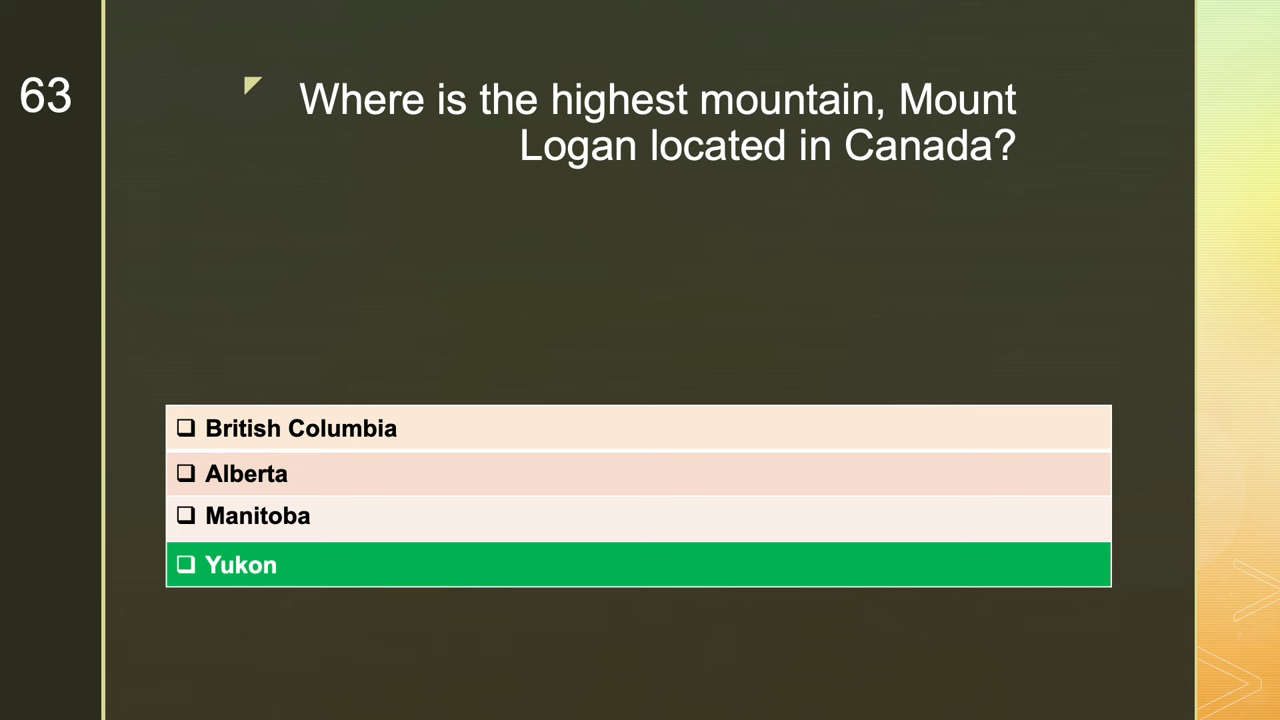 63
Where is the highest mountain, Mount
Logan located in Canada?
❑ British Columbia
❑ Alberta
❑ Manitoba
❑ Yukon